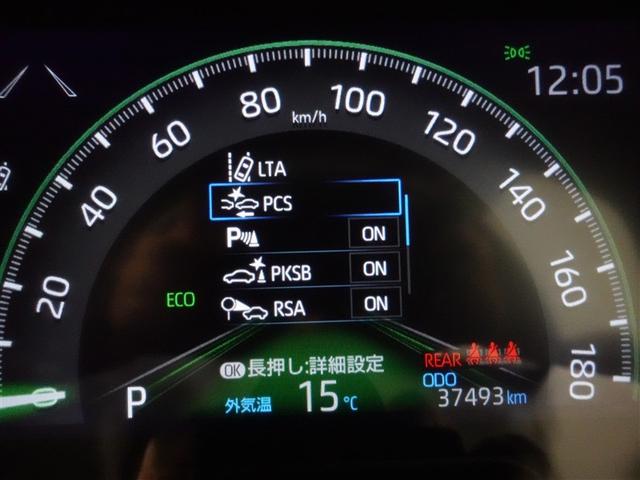 12:05
20
40
60
80
km/h
100
120
140
160
180
LTA
PCS
P ON
PKSB ON
RSA ON
ECO
OK 長押し:詳細設定
P
外気温 15℃
REAR
ODO
37493 km